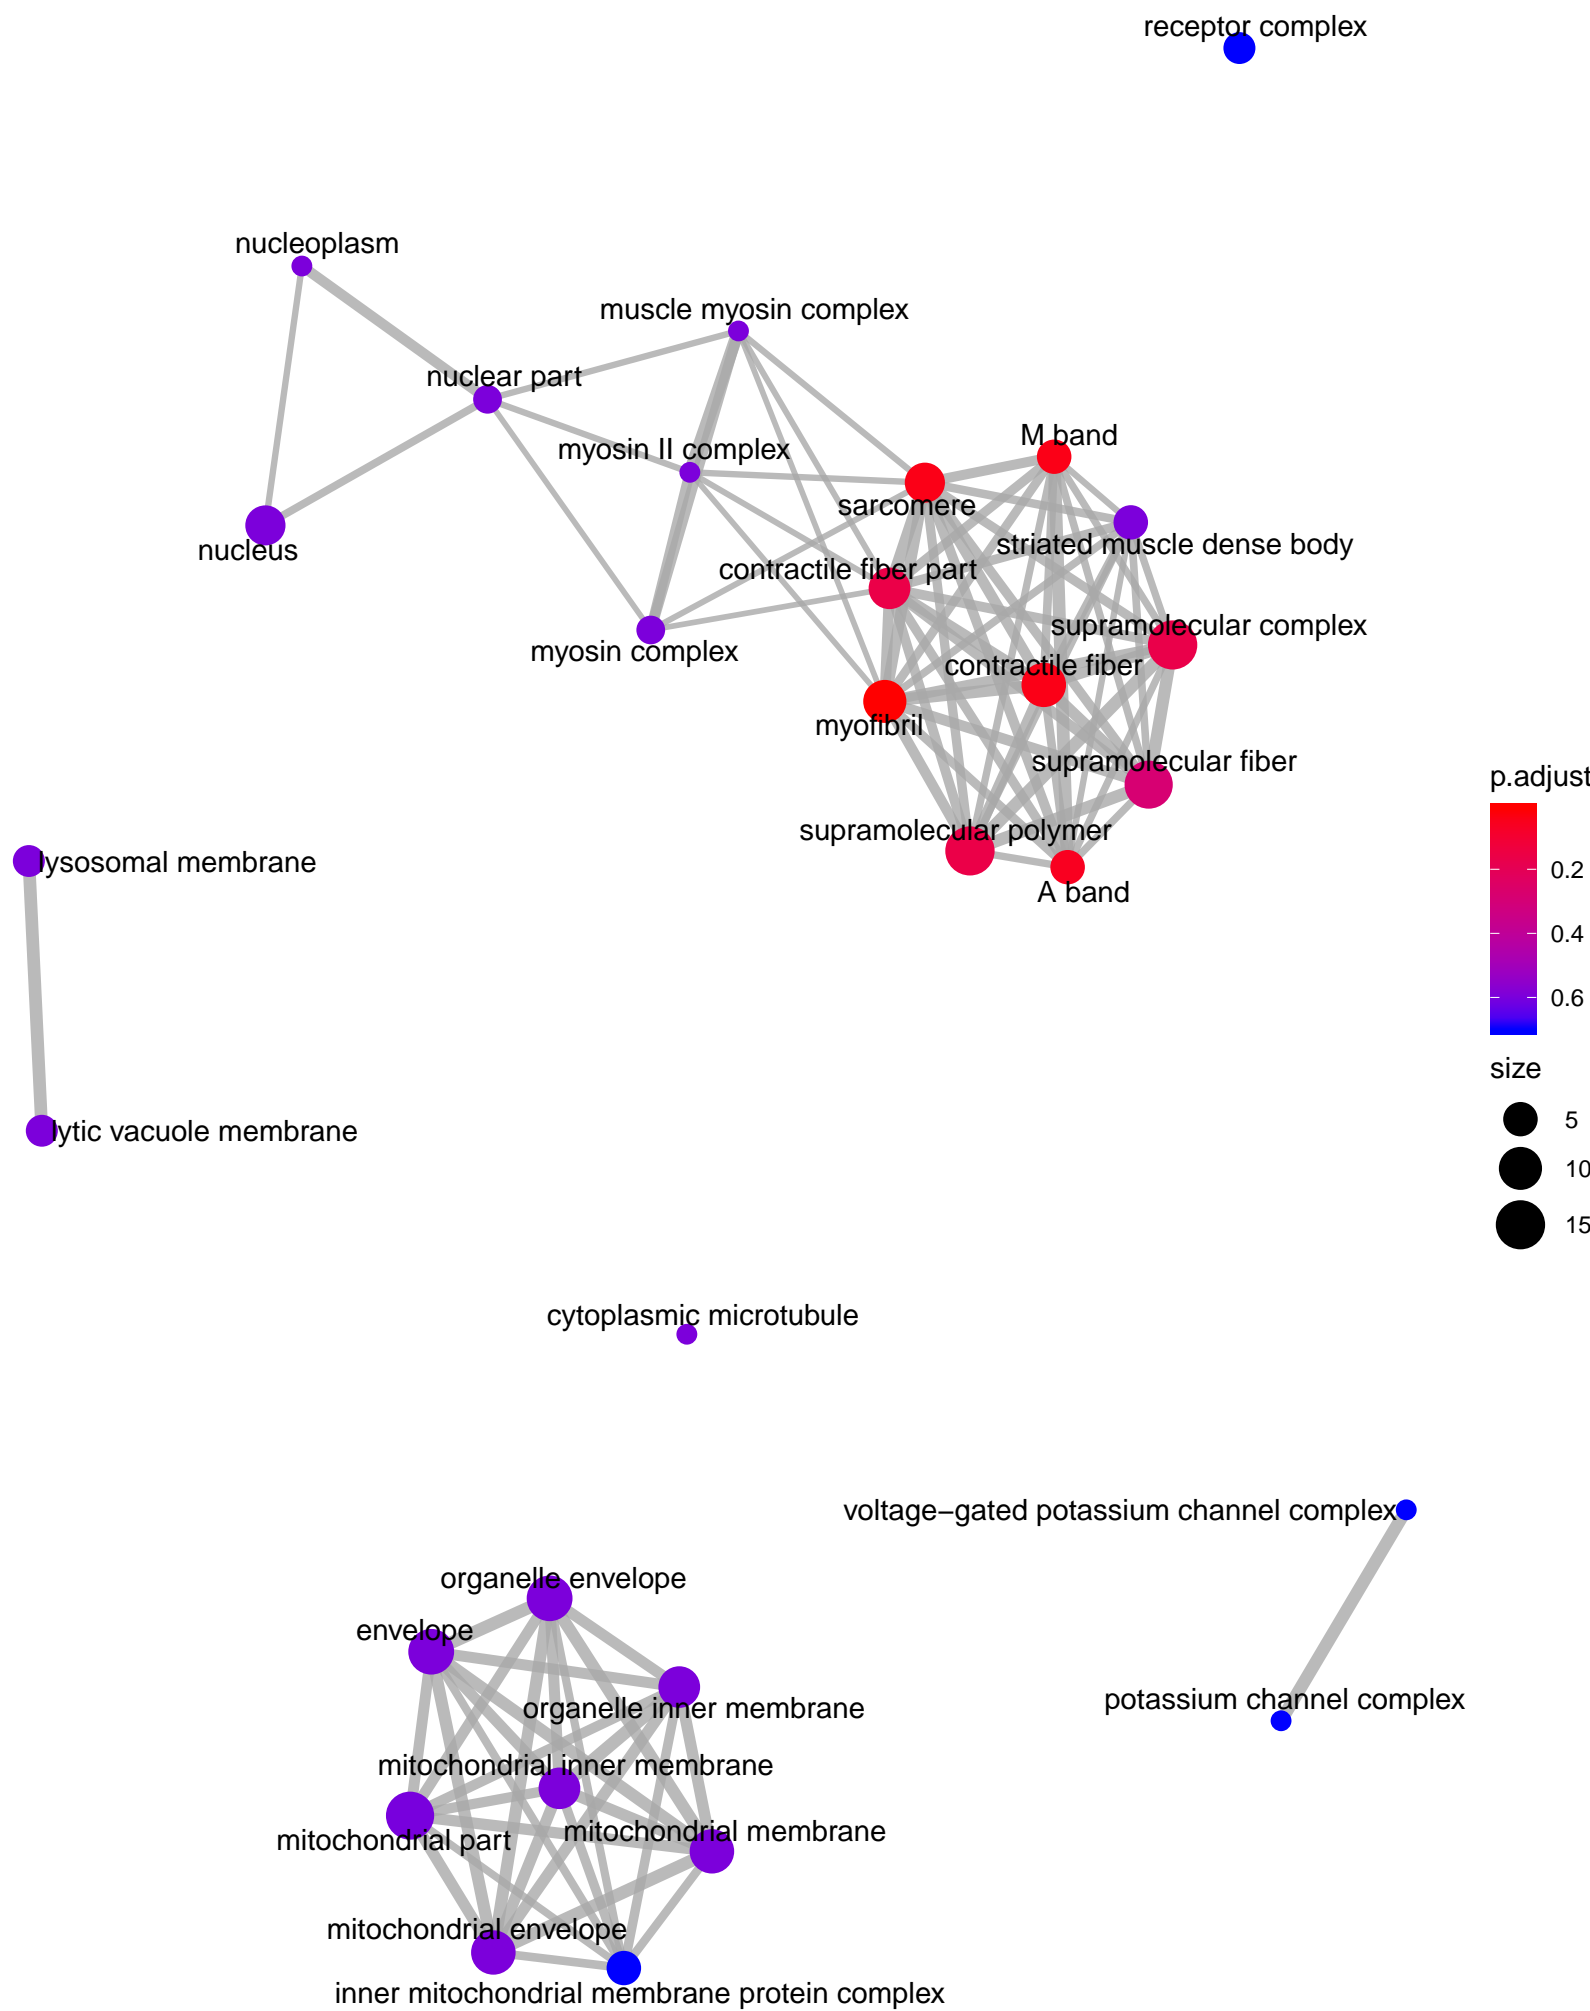 receptor complex
nucleoplasm
muscle myosin complex
nuclear part
M band
myosin II complex
sarcomere
striated muscle dense body
nucleus
contractile fiber part
supramolecular complex
myosin complex
contractile fiber
myofibril
supramolecular fiber
p.adjust
supramolecular polymer
lysosomal membrane
0.2
A band
0.4
0.6
size
5
lytic vacuole membrane
10
15
cytoplasmic microtubule
voltage−gated potassium channel complex
organelle envelope
envelope
potassium channel complex
organelle inner membrane
mitochondrial inner membrane
mitochondrial membrane
mitochondrial part
mitochondrial envelope
inner mitochondrial membrane protein complex